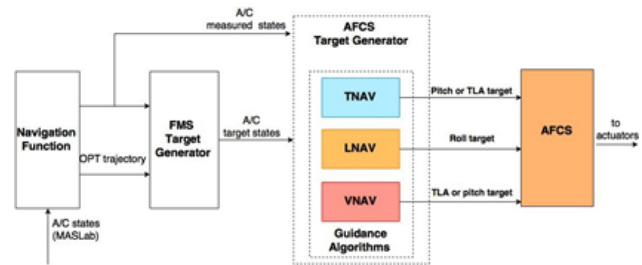 A/C
measured states
AFCS
Target Generator
Navigation
Function
OPT trajectory
FMS
Target
Generator
A/C
target states
TNAV
LNAV
VNAV
Guidance
Algorithms
Pitch or TLA target
Roll target
TLA or pitch target
AFCS
to
actuators
A/C states
(MASLab)